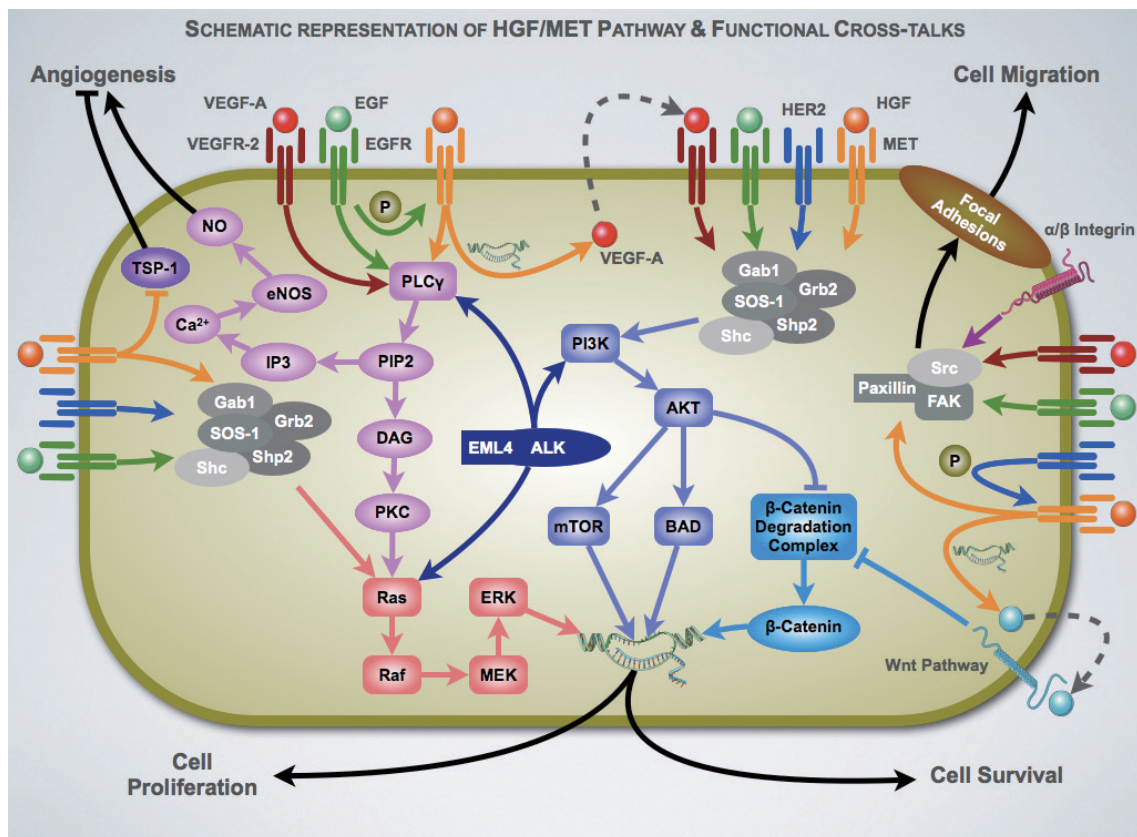 SCHEMATIC REPRESENTATION OF HGF/MET PATHWAY & FUNCTIONAL CROSS-TALKS
Angiogenesis
Cell Migration
VEGF-A
EGF
HER2
HGF
VEGFR-2
EGFR
MET
P
Focal
Adhesions
NO
α/β Integrin
TSP-1
VEGF-A
PLCγ
Gab1
eNOS
SOS-1
Grb2
Ca²⁺
Shc
Shp2
PI3K
IP3
PIP2
Src
Paxillin
FAK
Gab1
AKT
SOS-1
Grb2
DAG
EML4
ALK
Shc
Shp2
P
PKC
mTOR
BAD
β-Catenin
Degradation
Complex
Ras
ERK
β-Catenin
Raf
MEK
Wnt Pathway
Cell
Proliferation
Cell Survival